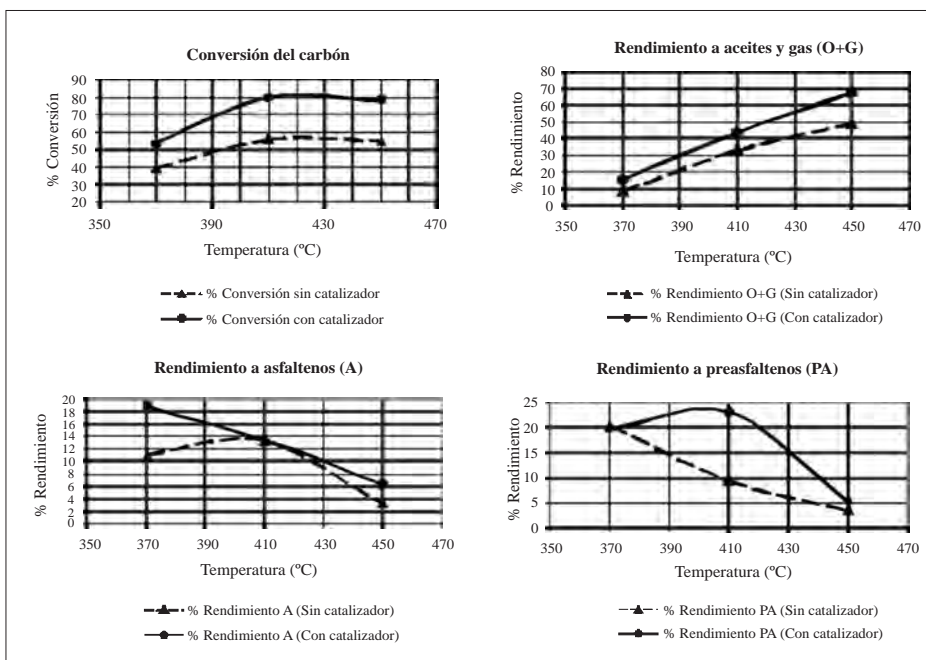 Conversión del carbón
% Conversión
90
80
70
60
50
40
30
20
350
390
430
470
Temperatura (ºC)
% Conversión sin catalizador
% Conversión con catalizador
Rendimiento a aceites y gas (O+G)
% Rendimiento
80
70
60
50
40
30
20
10
0
350
370
390
410
430
450
470
Temperatura (ºC)
% Rendimiento O+G (Sin catalizador)
% Rendimiento O+G (Con catalizador)
Rendimiento a asfaltenos (A)
% Rendimiento
20
18
16
14
12
10
8
6
4
2
0
350
370
390
410
430
450
470
Temperatura (ºC)
% Rendimiento A (Sin catalizador)
% Rendimiento A (Con catalizador)
Rendimiento a preasfaltenos (PA)
% Rendimiento
25
20
15
10
5
0
350
370
390
410
430
450
470
Temperatura (ºC)
% Rendimiento PA (Sin catalizador)
% Rendimiento PA (Con catalizador)